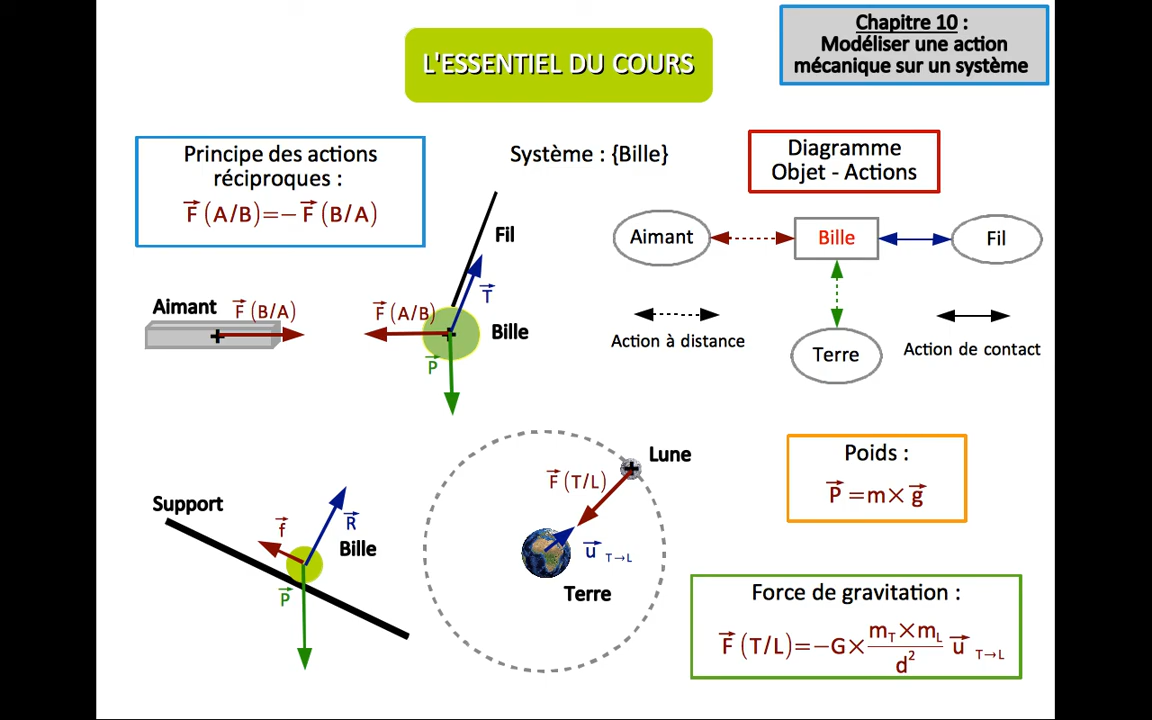 Chapitre 10 :
Modéliser une action
mécanique sur un système
L'ESSENTIEL DU COURS
Principe des actions
réciproques :
F⃗ (A/B)=−F⃗ (B/A)
Système : {Bille}
Diagramme
Objet - Actions
Fil
T⃗
Aimant
F⃗ (B/A)
F⃗ (A/B)
Bille
P⃗
Aimant
Bille
Fil
Action à distance
Terre
Action de contact
Support
f⃗
R⃗
Bille
P⃗
Lune
F⃗ (T/L)
u⃗ T→L
Terre
Poids :
P⃗ =m×g⃗
Force de gravitation :
F⃗ (T/L)=−G× mT×mL / d² u⃗ T→L